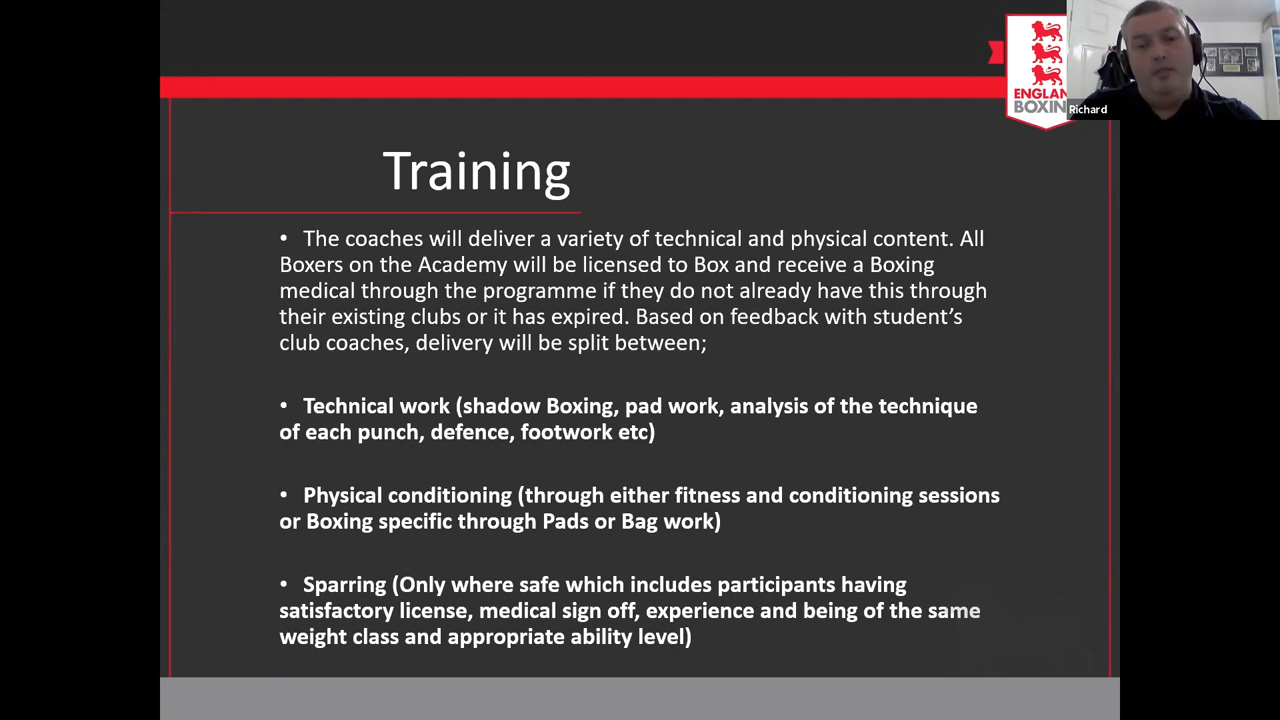 ENGLAN
BOXIN
Richard
Training
• The coaches will deliver a variety of technical and physical content. All
Boxers on the Academy will be licensed to Box and receive a Boxing
medical through the programme if they do not already have this through
their existing clubs or it has expired. Based on feedback with student’s
club coaches, delivery will be split between;
• Technical work (shadow Boxing, pad work, analysis of the technique
of each punch, defence, footwork etc)
• Physical conditioning (through either fitness and conditioning sessions
or Boxing specific through Pads or Bag work)
• Sparring (Only where safe which includes participants having
satisfactory license, medical sign off, experience and being of the same
weight class and appropriate ability level)